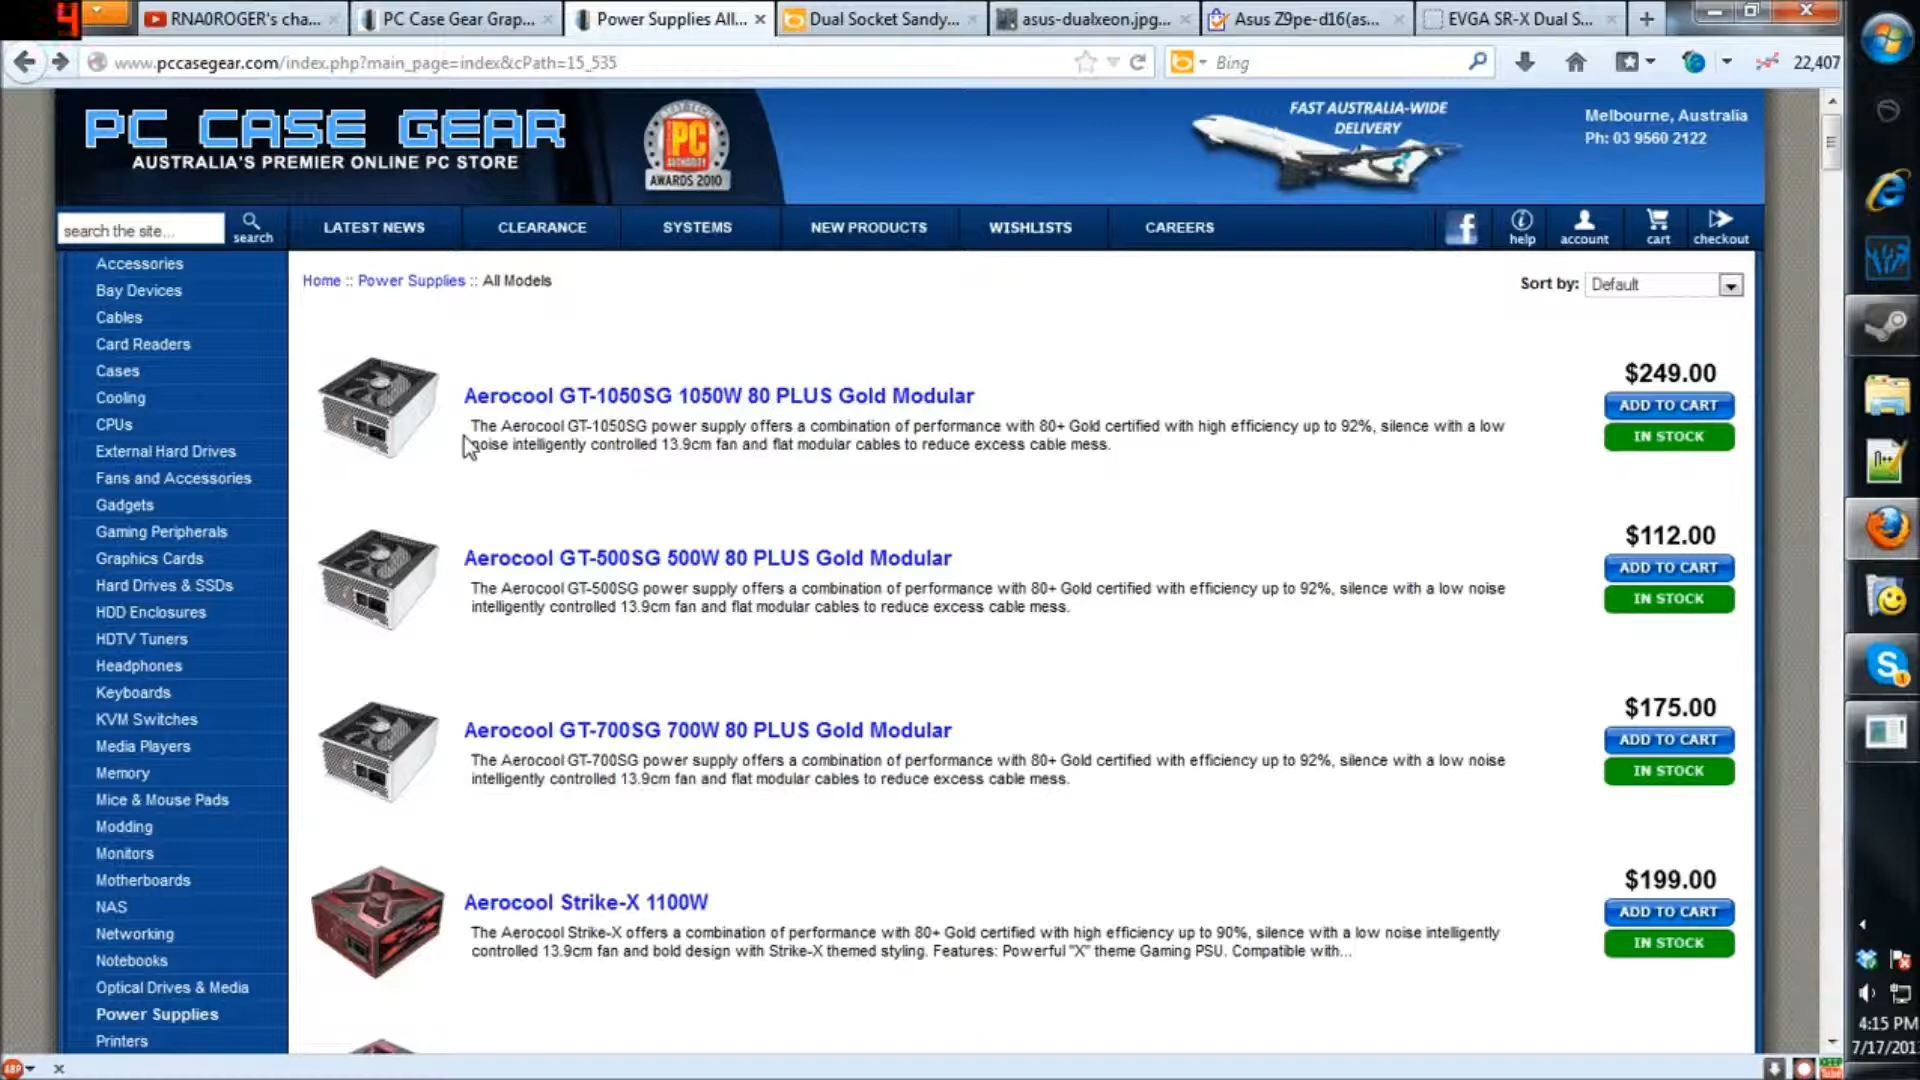 4
RNA0ROGER's cha...
PC Case Gear Grap...
Power Supplies All...
Dual Socket Sandy...
asus-dualxeon.jpg...
Asus Z9pe-d16(as...
EVGA SR-X Dual S...
www.pccasegear.com/index.php?main_page=index&cPath=15_535
Bing
22,407
PC CASE GEAR
AUSTRALIA'S PREMIER ONLINE PC STORE
PC
AUTHORITY
AWARDS 2010
FAST AUSTRALIA-WIDE
DELIVERY
Melbourne, Australia
Ph: 03 9560 2122
search the site...
search
LATEST NEWS
CLEARANCE
SYSTEMS
NEW PRODUCTS
WISHLISTS
CAREERS
help
account
cart
checkout
Accessories
Bay Devices
Cables
Card Readers
Cases
Cooling
CPUs
External Hard Drives
Fans and Accessories
Gadgets
Gaming Peripherals
Graphics Cards
Hard Drives & SSDs
HDD Enclosures
HDTV Tuners
Headphones
Keyboards
KVM Switches
Media Players
Memory
Mice & Mouse Pads
Modding
Monitors
Motherboards
NAS
Networking
Notebooks
Optical Drives & Media
Power Supplies
Printers
Home :: Power Supplies :: All Models
Sort by:
Default
Aerocool GT-1050SG 1050W 80 PLUS Gold Modular
The Aerocool GT-1050SG power supply offers a combination of performance with 80+ Gold certified with high efficiency up to 92%, silence with a low
noise intelligently controlled 13.9cm fan and flat modular cables to reduce excess cable mess.
$249.00
ADD TO CART
IN STOCK
Aerocool GT-500SG 500W 80 PLUS Gold Modular
The Aerocool GT-500SG power supply offers a combination of performance with 80+ Gold certified with efficiency up to 92%, silence with a low noise
intelligently controlled 13.9cm fan and flat modular cables to reduce excess cable mess.
$112.00
ADD TO CART
IN STOCK
Aerocool GT-700SG 700W 80 PLUS Gold Modular
The Aerocool GT-700SG power supply offers a combination of performance with 80+ Gold certified with efficiency up to 92%, silence with a low noise
intelligently controlled 13.9cm fan and flat modular cables to reduce excess cable mess.
$175.00
ADD TO CART
IN STOCK
Aerocool Strike-X 1100W
The Aerocool Strike-X offers a combination of performance with 80+ Gold certified with high efficiency up to 90%, silence with a low noise intelligently
controlled 13.9cm fan and bold design with Strike-X themed styling. Features: Powerful "X" theme Gaming PSU. Compatible with...
$199.00
ADD TO CART
IN STOCK
4:15 PM
7/17/201
ABP